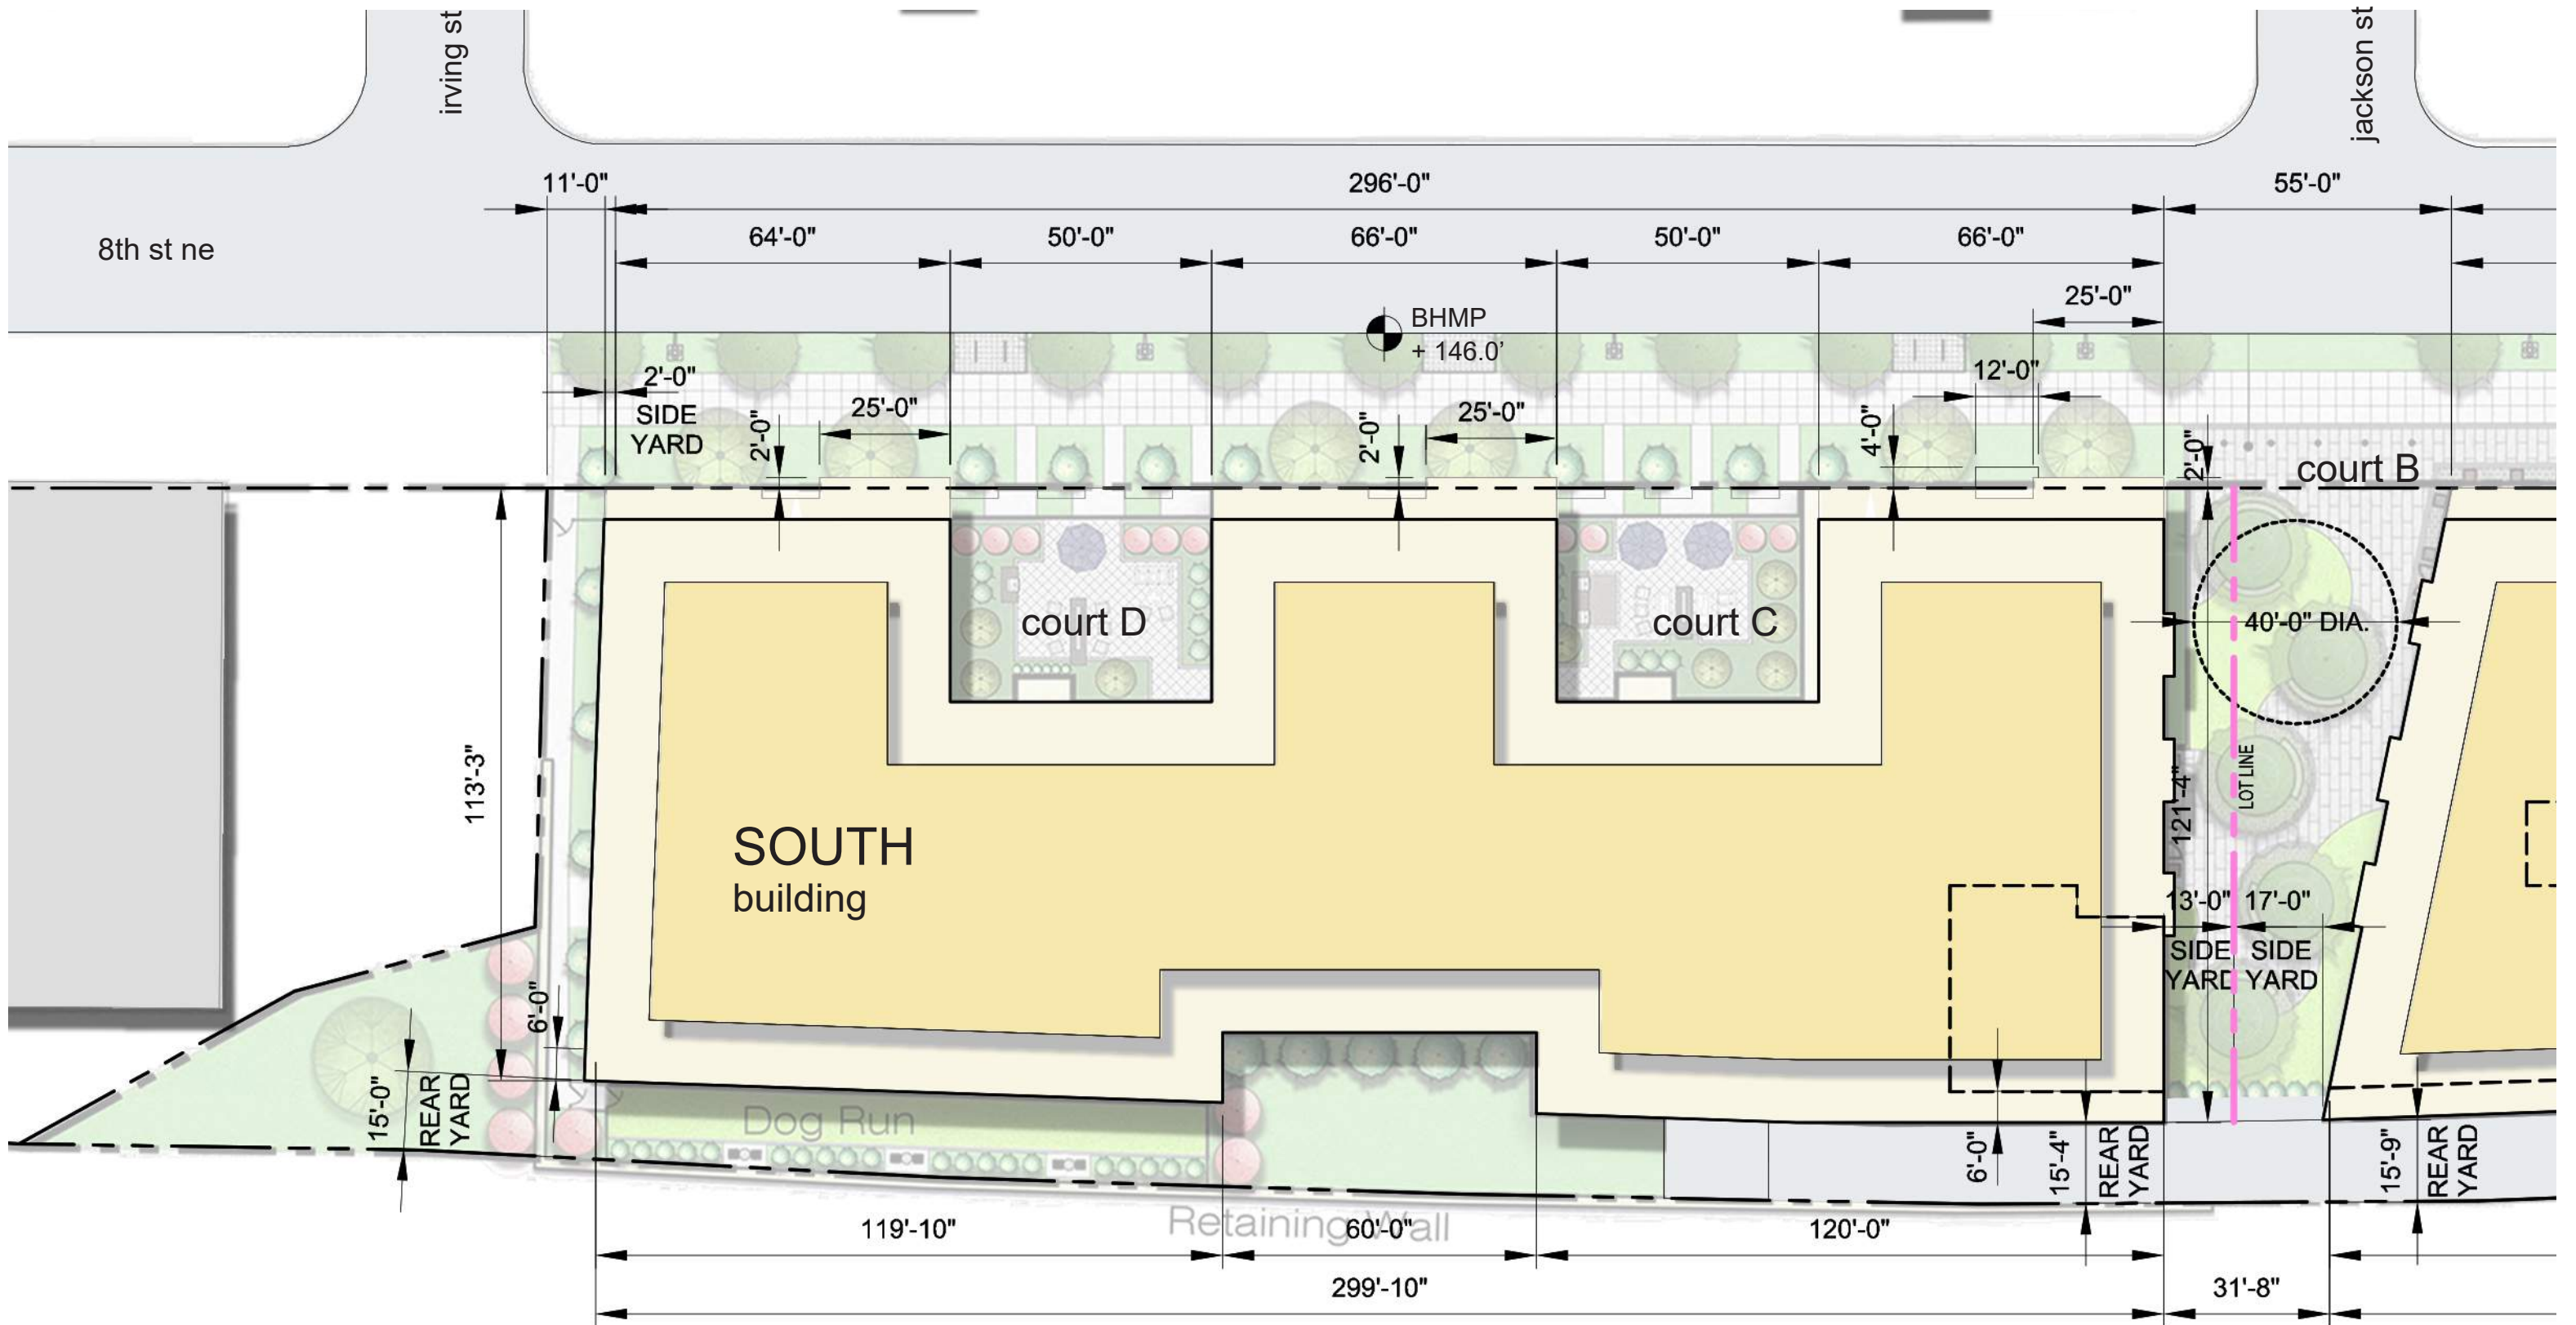 irving st
jackson st
11'-0"
296'-0"
55'-0"
8th st ne
64'-0"
50'-0"
66'-0"
50'-0"
66'-0"
25'-0"
BHMP
+ 146.0'
2'-0"
SIDE
YARD
2'-0"
25'-0"
2'-0"
25'-0"
4'-0"
12'-0"
2'-0"
court B
court D
court C
40'-0" DIA.
LOT LINE
113'-3"
121'-4"
SOUTH
building
13'-0"
17'-0"
SIDE
YARD
SIDE
YARD
6'-0"
15'-0"
REAR
YARD
Dog Run
6'-0"
15'-4"
REAR
YARD
15'-9"
REAR
YARD
Retaining Wall
119'-10"
60'-0"
120'-0"
299'-10"
31'-8"